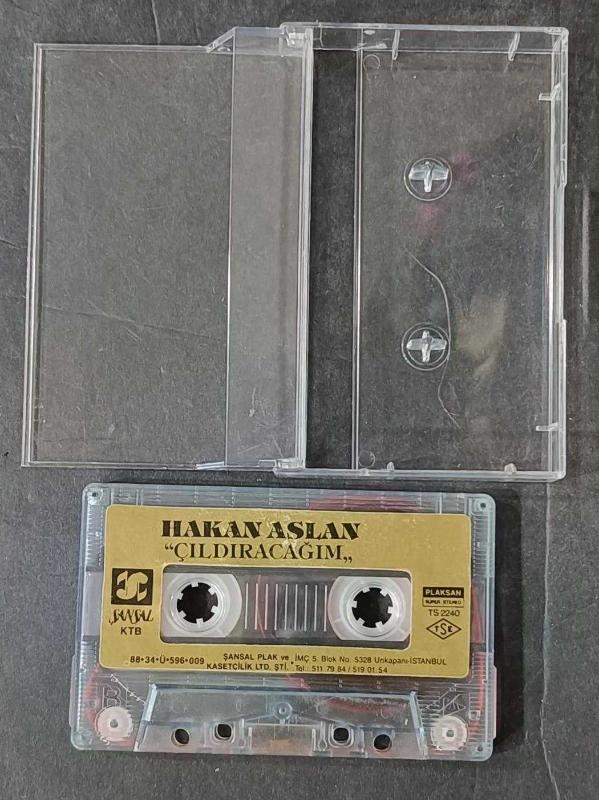 HAKAN ASLAN
"ÇILDIRACAĞIM„
ŞANSAL
KTB
PLAKSAN
SUPER STEREO
TS 2240
TSE
88•34•Ü•596•009
ŞANSAL PLAK ve İMÇ 5. Blok No. 5328 Unkapanı-İSTANBUL
KASETÇİLİK LTD. ŞTİ. Tel.: 511 79 84 / 519 01 54
B